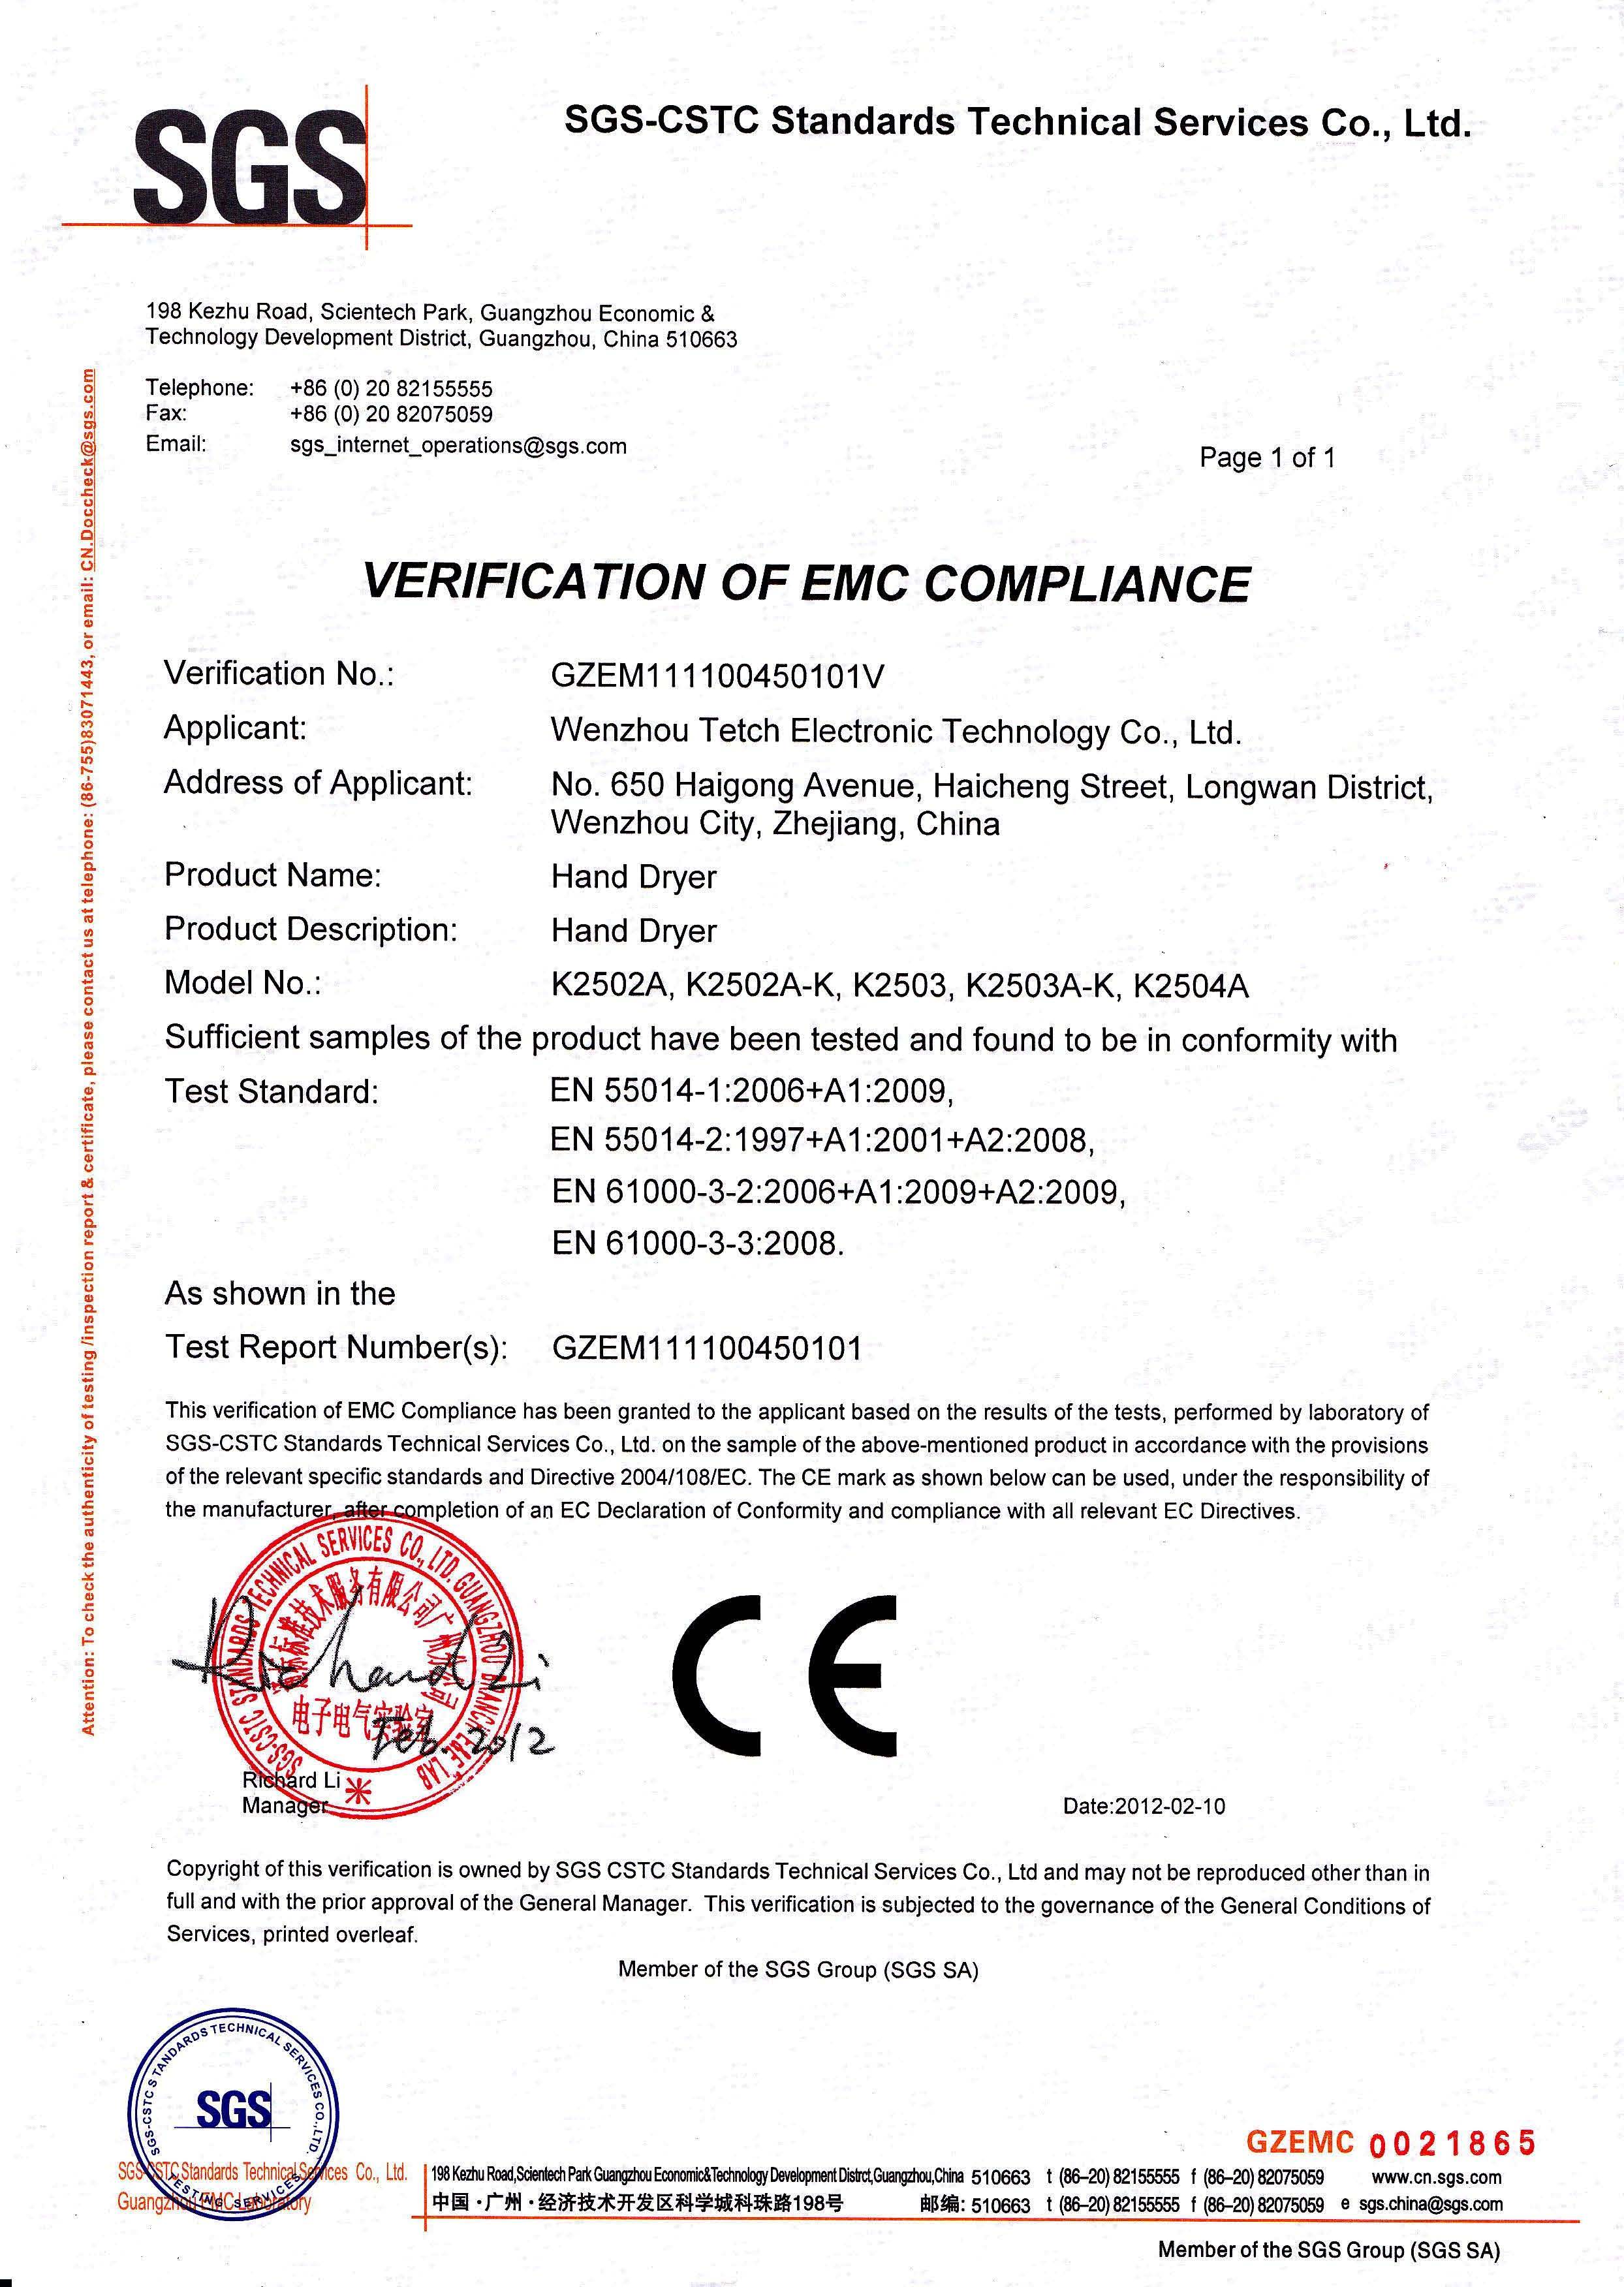 SGS
SGS-CSTC Standards Technical Services Co., Ltd.
198 Kezhu Road, Scientech Park, Guangzhou Economic &
Technology Development District, Guangzhou, China 510663
Telephone: +86 (0) 20 82155555
Fax: +86 (0) 20 82075059
Email: sgs_internet_operations@sgs.com
Page 1 of 1
Attention: To check the authenticity of testing /inspection report & certificate, please contact us at telephone: (86-755)83071443, or email: CN.Doccheck@sgs.com
VERIFICATION OF EMC COMPLIANCE
Verification No.: GZEM111100450101V
Applicant: Wenzhou Tetch Electronic Technology Co., Ltd.
Address of Applicant: No. 650 Haigong Avenue, Haicheng Street, Longwan District,
Wenzhou City, Zhejiang, China
Product Name: Hand Dryer
Product Description: Hand Dryer
Model No.: K2502A, K2502A-K, K2503, K2503A-K, K2504A
Sufficient samples of the product have been tested and found to be in conformity with
Test Standard: EN 55014-1:2006+A1:2009,
EN 55014-2:1997+A1:2001+A2:2008,
EN 61000-3-2:2006+A1:2009+A2:2009,
EN 61000-3-3:2008.
As shown in the
Test Report Number(s): GZEM111100450101
This verification of EMC Compliance has been granted to the applicant based on the results of the tests, performed by laboratory of
SGS-CSTC Standards Technical Services Co., Ltd. on the sample of the above-mentioned product in accordance with the provisions
of the relevant specific standards and Directive 2004/108/EC. The CE mark as shown below can be used, under the responsibility of
the manufacturer, after completion of an EC Declaration of Conformity and compliance with all relevant EC Directives.
SGS-CSTC STANDARDS TECHNICAL SERVICES CO., LTD. GUANGZHOU BRANCH E&E LAB
标准技术服务有限公司广州分公司
电子电气实验室
Richard Li
Feb. 2012
CE
Richard Li
Manager
Date:2012-02-10
Copyright of this verification is owned by SGS CSTC Standards Technical Services Co., Ltd and may not be reproduced other than in
full and with the prior approval of the General Manager. This verification is subjected to the governance of the General Conditions of
Services, printed overleaf.
Member of the SGS Group (SGS SA)
SGS-CSTC STANDARDS TECHNICAL SERVICES CO., LTD.
SGS
TESTING SERVICES
GZEMC 0021865
SGS-CSTC Standards Technical Services Co., Ltd.
Guangzhou EMC Laboratory
198 Kezhu Road,Scientech Park Guangzhou Economic&Technology Development District,Guangzhou,China 510663 t (86-20) 82155555 f (86-20) 82075059 www.cn.sgs.com
中国·广州·经济技术开发区科学城科珠路198号 邮编: 510663 t (86-20) 82155555 f (86-20) 82075059 e sgs.china@sgs.com
Member of the SGS Group (SGS SA)